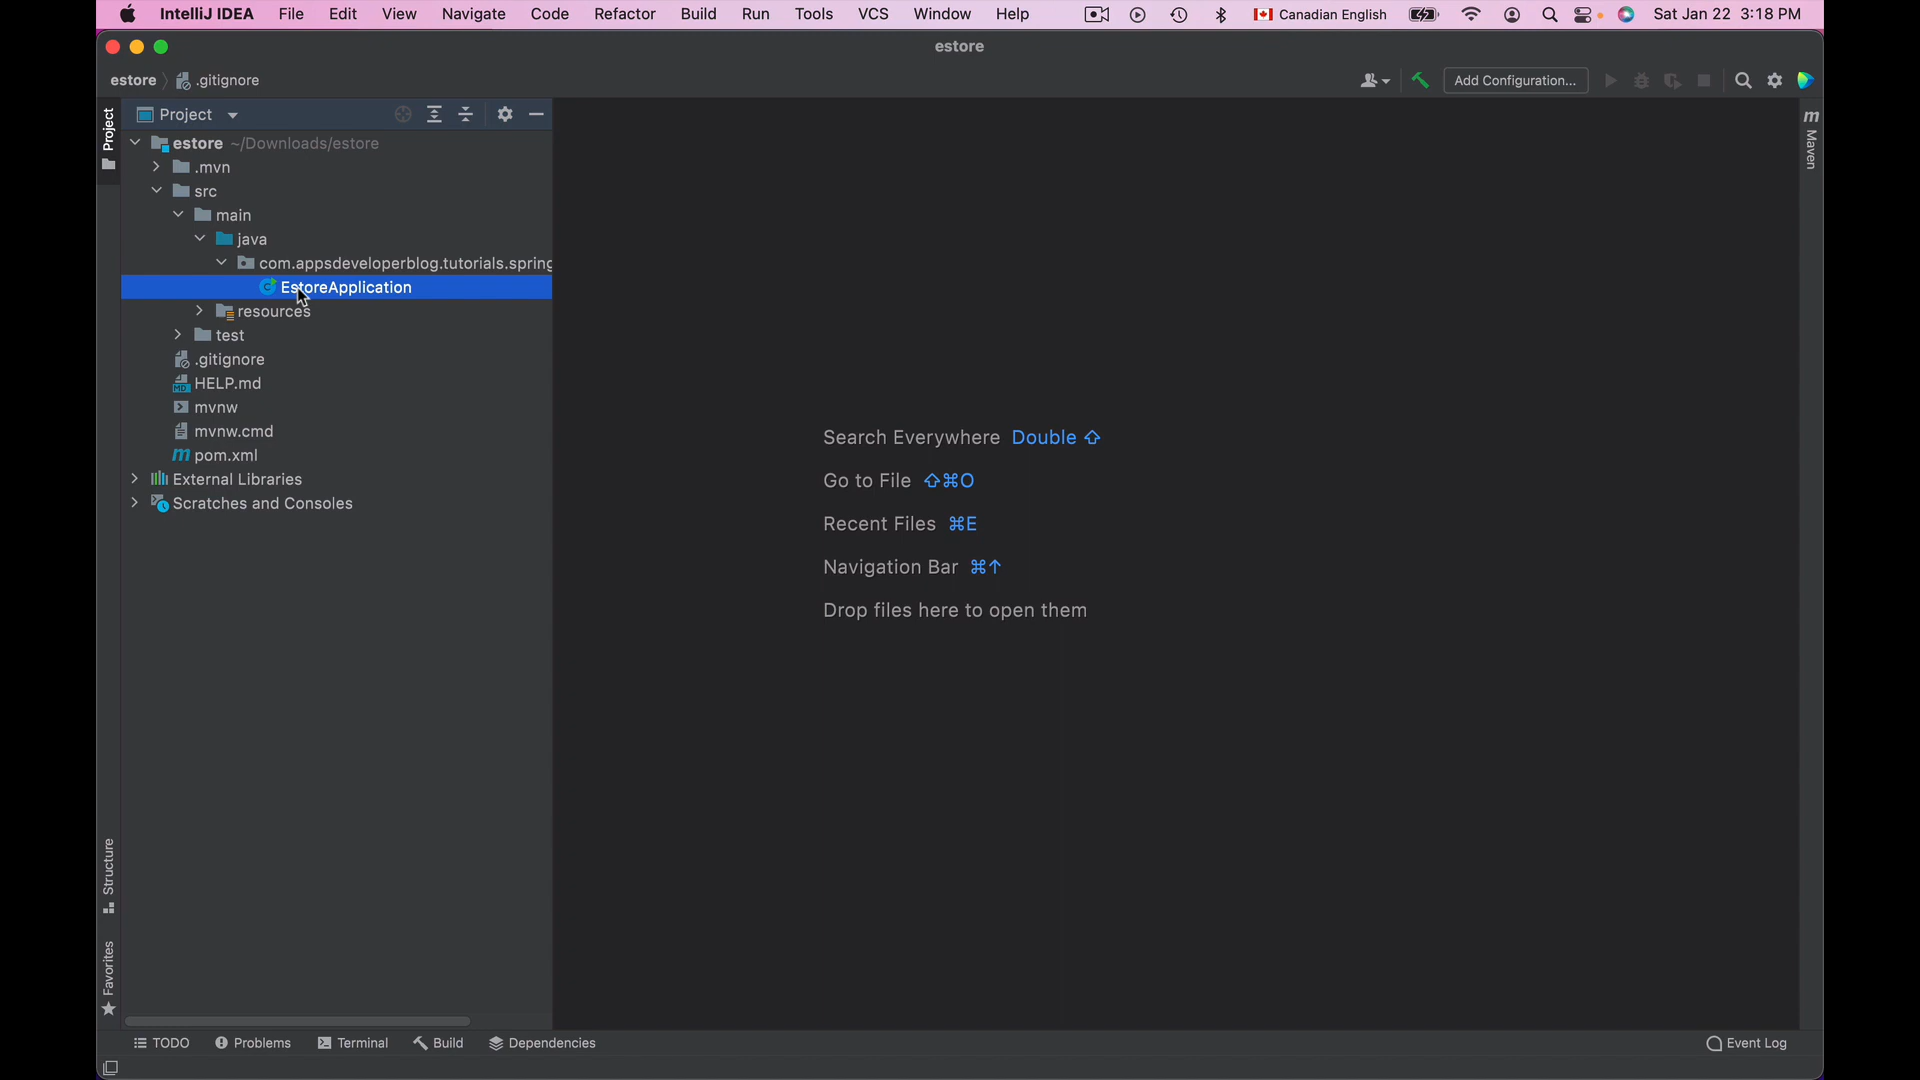 IntelliJ IDEA File Edit View Navigate Code Refactor Build Run Tools VCS Window Help Canadian English Sat Jan 22 3:18 PM
estore
estore .gitignore Add Configuration...
Project
Project
m
Maven
estore ~/Downloads/estore
.mvn
src
main
java
com.appsdeveloperblog.tutorials.spring
C EstoreApplication
resources
test
.gitignore
MD HELP.md
mvnw
mvnw.cmd
m pom.xml
External Libraries
Scratches and Consoles
Search Everywhere Double ⇧
Go to File ⇧⌘O
Recent Files ⌘E
Navigation Bar ⌘↑
Drop files here to open them
Structure
Favorites
TODO Problems Terminal Build Dependencies Event Log